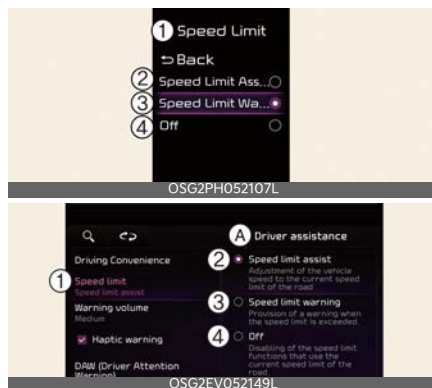 1 Speed Limit
Back
2 Speed Limit Ass...
3 Speed Limit Wa...
4 Off
OSG2PH052107L
A Driver assistance
Driving Convenience
2 Speed limit assist
Adjustment of the vehicle
speed to the current speed
limit of the road
1 Speed limit
Speed limit assist
3 Speed limit warning
Provision of a warning when
the speed limit is exceeded.
Warning volume
Medium
4 Off
Disabling of the speed limit
functions that use the
current speed limit of the
road.
Haptic warning
DAW (Driver Attention
Warning)
OSG2EV052149L